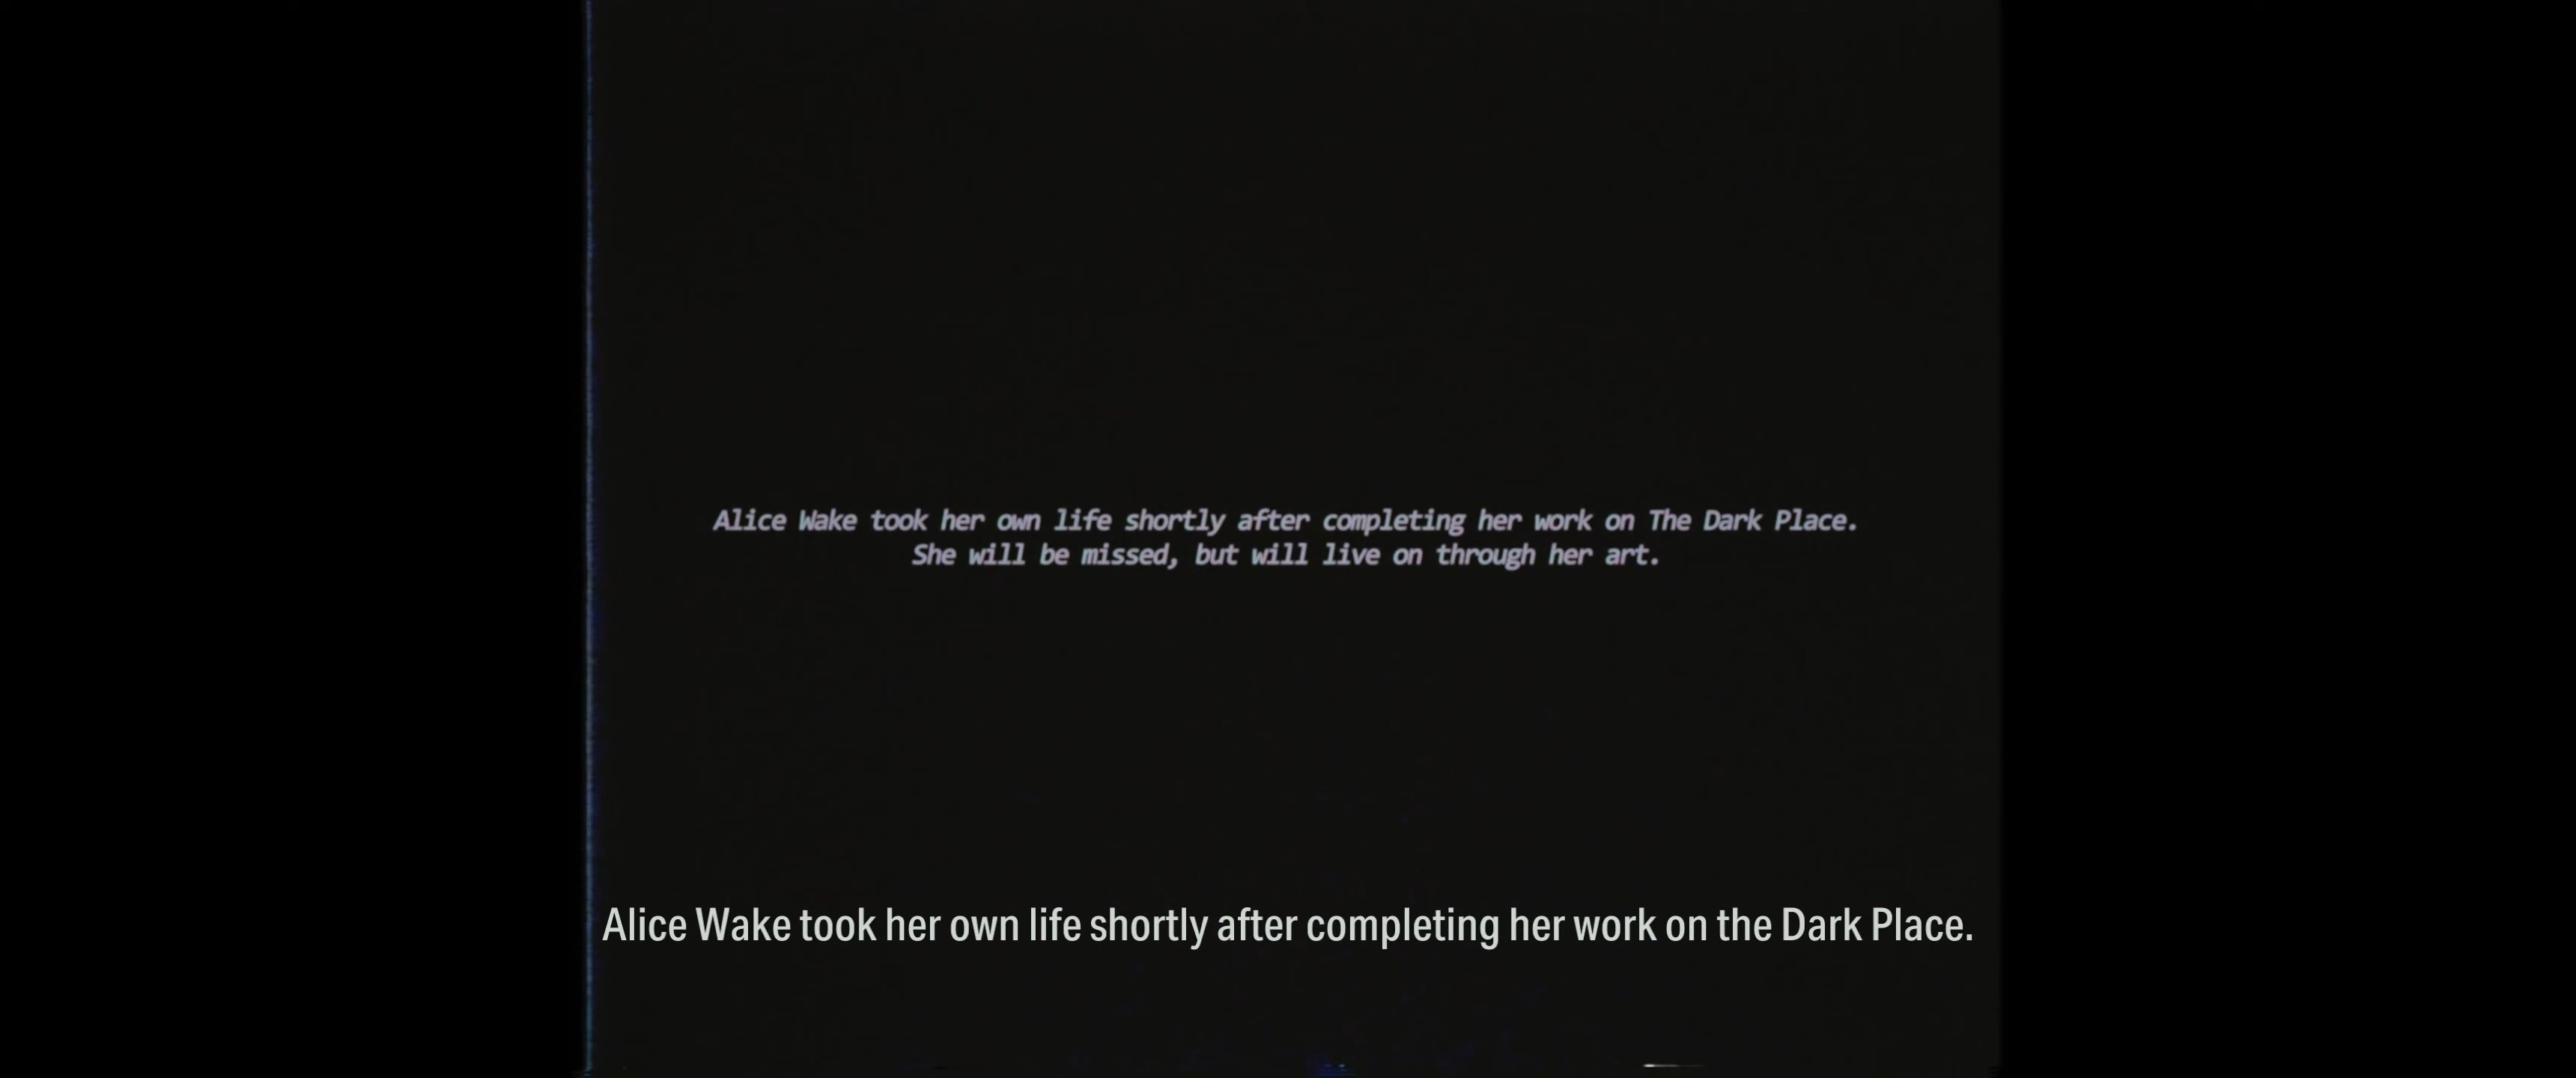 Alice Wake took her own life shortly after completing her work on The Dark Place.
She will be missed, but will live on through her art.
Alice Wake took her own life shortly after completing her work on the Dark Place.